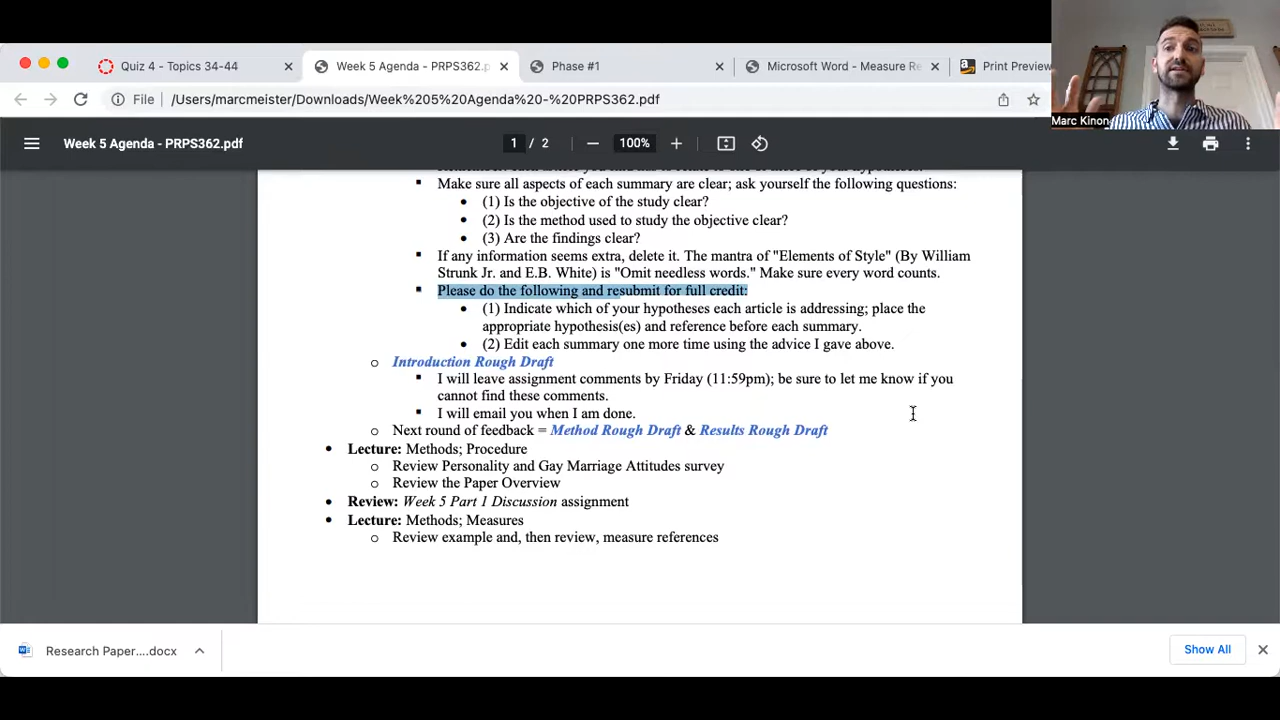 Quiz 4 - Topics 34-44
Week 5 Agenda - PRPS362.p
Phase #1
Microsoft Word - Measure Re
Print Preview
File
/Users/marcmeister/Downloads/Week%205%20Agenda%20-%20PRPS362.pdf
Marc Kinon
Week 5 Agenda - PRPS362.pdf
1 / 2
100%
▪ Make sure all aspects of each summary are clear; ask yourself the following questions:
• (1) Is the objective of the study clear?
• (2) Is the method used to study the objective clear?
• (3) Are the findings clear?
▪ If any information seems extra, delete it. The mantra of "Elements of Style" (By William
Strunk Jr. and E.B. White) is "Omit needless words." Make sure every word counts.
▪ Please do the following and resubmit for full credit:
• (1) Indicate which of your hypotheses each article is addressing; place the
appropriate hypothesis(es) and reference before each summary.
• (2) Edit each summary one more time using the advice I gave above.
o Introduction Rough Draft
▪ I will leave assignment comments by Friday (11:59pm); be sure to let me know if you
cannot find these comments.
▪ I will email you when I am done.
o Next round of feedback = Method Rough Draft & Results Rough Draft
• Lecture: Methods; Procedure
o Review Personality and Gay Marriage Attitudes survey
o Review the Paper Overview
• Review: Week 5 Part 1 Discussion assignment
• Lecture: Methods; Measures
o Review example and, then review, measure references
Research Paper....docx
Show All